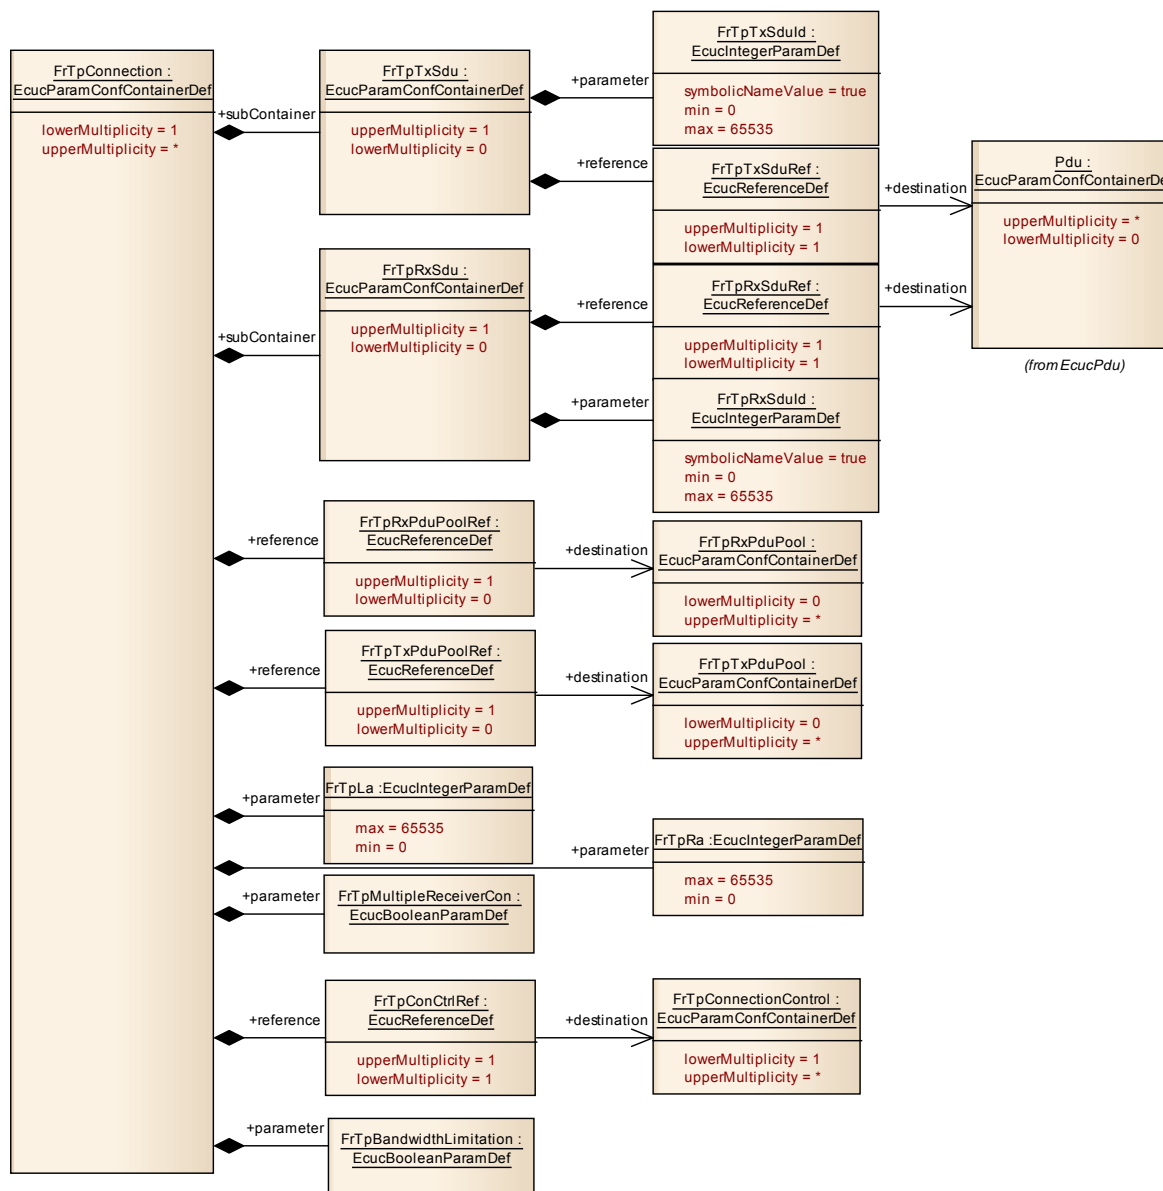 FrTpConnection :
EcucParamConfContainerDef
lowerMultiplicity = 1
upperMultiplicity = *
+subContainer
FrTpTxSdu :
EcucParamConfContainerDef
upperMultiplicity = 1
lowerMultiplicity = 0
+parameter
FrTpTxSduId :
EcucIntegerParamDef
symbolicNameValue = true
min = 0
max = 65535
+reference
FrTpTxSduRef :
EcucReferenceDef
upperMultiplicity = 1
lowerMultiplicity = 1
+destination
Pdu :
EcucParamConfContainerDef
upperMultiplicity = *
lowerMultiplicity = 0
(from EcucPdu)
+subContainer
FrTpRxSdu :
EcucParamConfContainerDef
upperMultiplicity = 1
lowerMultiplicity = 0
+reference
FrTpRxSduRef :
EcucReferenceDef
upperMultiplicity = 1
lowerMultiplicity = 1
+destination
+parameter
FrTpRxSduId :
EcucIntegerParamDef
symbolicNameValue = true
min = 0
max = 65535
+reference
FrTpRxPduPoolRef :
EcucReferenceDef
upperMultiplicity = 1
lowerMultiplicity = 0
+destination
FrTpRxPduPool :
EcucParamConfContainerDef
lowerMultiplicity = 0
upperMultiplicity = *
+reference
FrTpTxPduPoolRef :
EcucReferenceDef
upperMultiplicity = 1
lowerMultiplicity = 0
+destination
FrTpTxPduPool :
EcucParamConfContainerDef
lowerMultiplicity = 0
upperMultiplicity = *
+parameter
FrTpLa :EcucIntegerParamDef
max = 65535
min = 0
+parameter
FrTpRa :EcucIntegerParamDef
max = 65535
min = 0
+parameter
FrTpMultipleReceiverCon :
EcucBooleanParamDef
+reference
FrTpConCtrlRef :
EcucReferenceDef
upperMultiplicity = 1
lowerMultiplicity = 1
+destination
FrTpConnectionControl :
EcucParamConfContainerDef
lowerMultiplicity = 1
upperMultiplicity = *
+parameter
FrTpBandwidthLimitation :
EcucBooleanParamDef